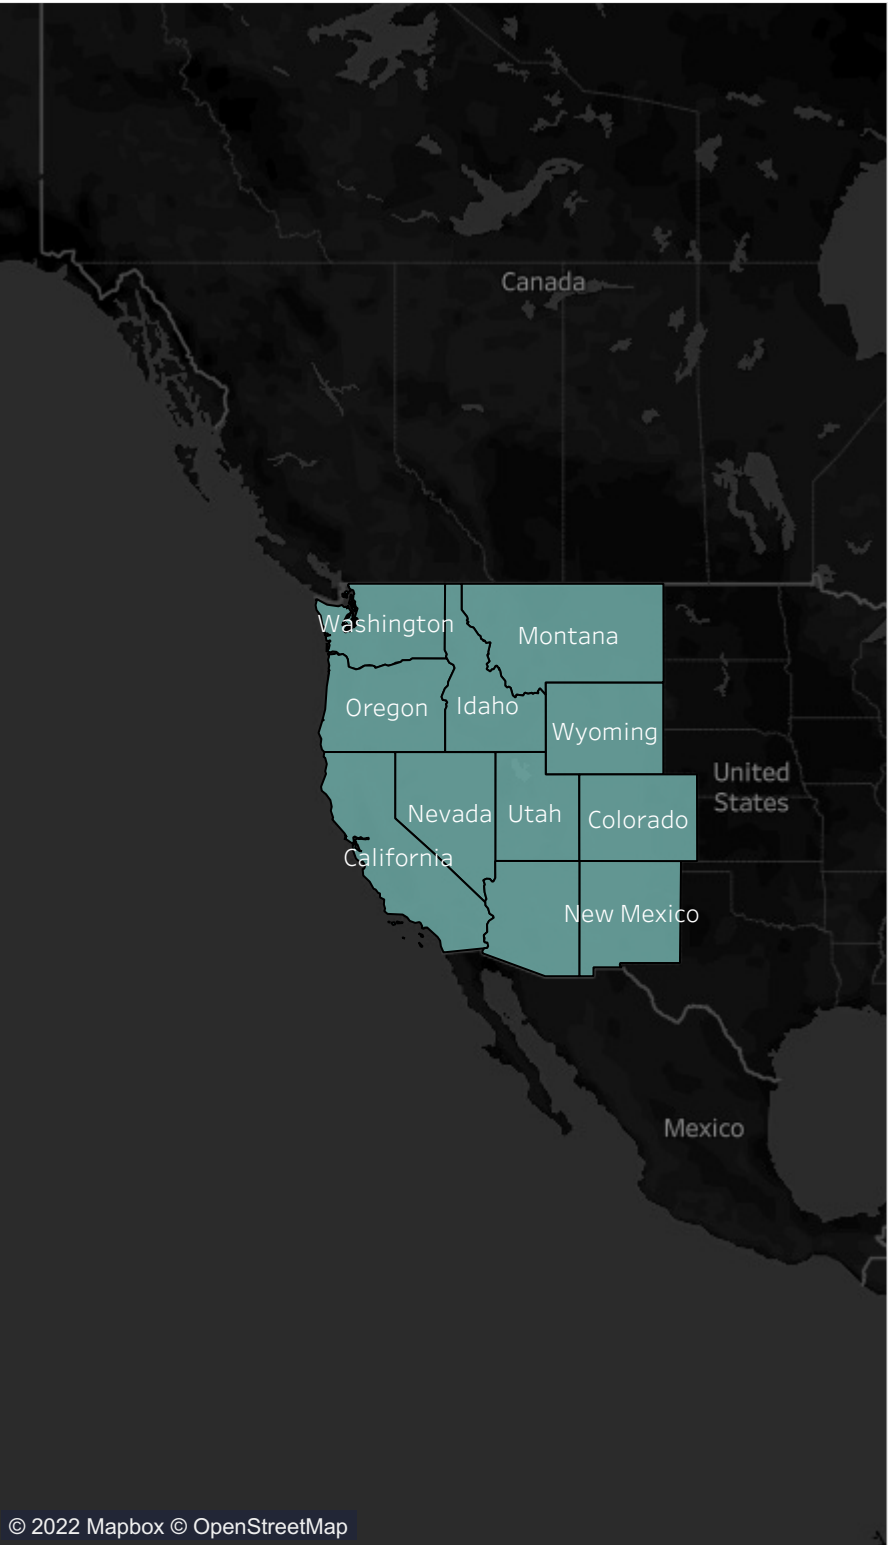 Canada
Washington
Montana
Oregon
Idaho
Wyoming
United
States
Nevada
Utah
Colorado
California
New Mexico
Mexico
© 2022 Mapbox © OpenStreetMap